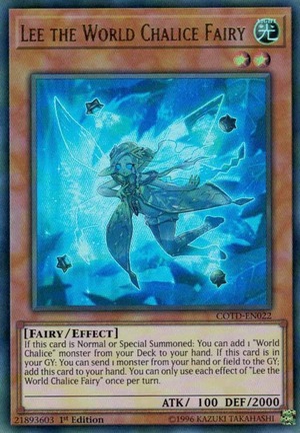 LEE THE WORLD CHALICE FAIRY
光
COTD-EN022
[FAIRY/EFFECT]
If this card is Normal or Special Summoned: You can add 1 "World
Chalice" monster from your Deck to your hand. If this card is in
your GY: You can send 1 monster from your hand or field to the GY;
add this card to your hand. You can only use each effect of "Lee
the World Chalice Fairy" once per turn.
ATK/ 100 DEF/2000
21893603 1st Edition ©1996 KAZUKI TAKAHASHI